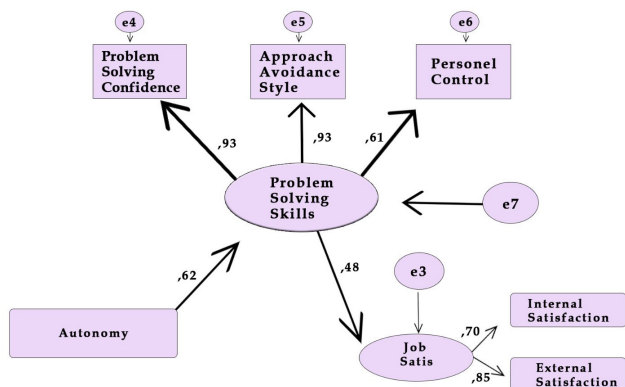 e4
e5
e6
Problem
Solving
Confidence
Approach
Avoidance
Style
Personel
Control
,93
,93
,61
Problem
Solving
Skills
e7
,62
,48
e3
Autonomy
Job
Satis
,70
,85
Internal
Satisfaction
External
Satisfaction